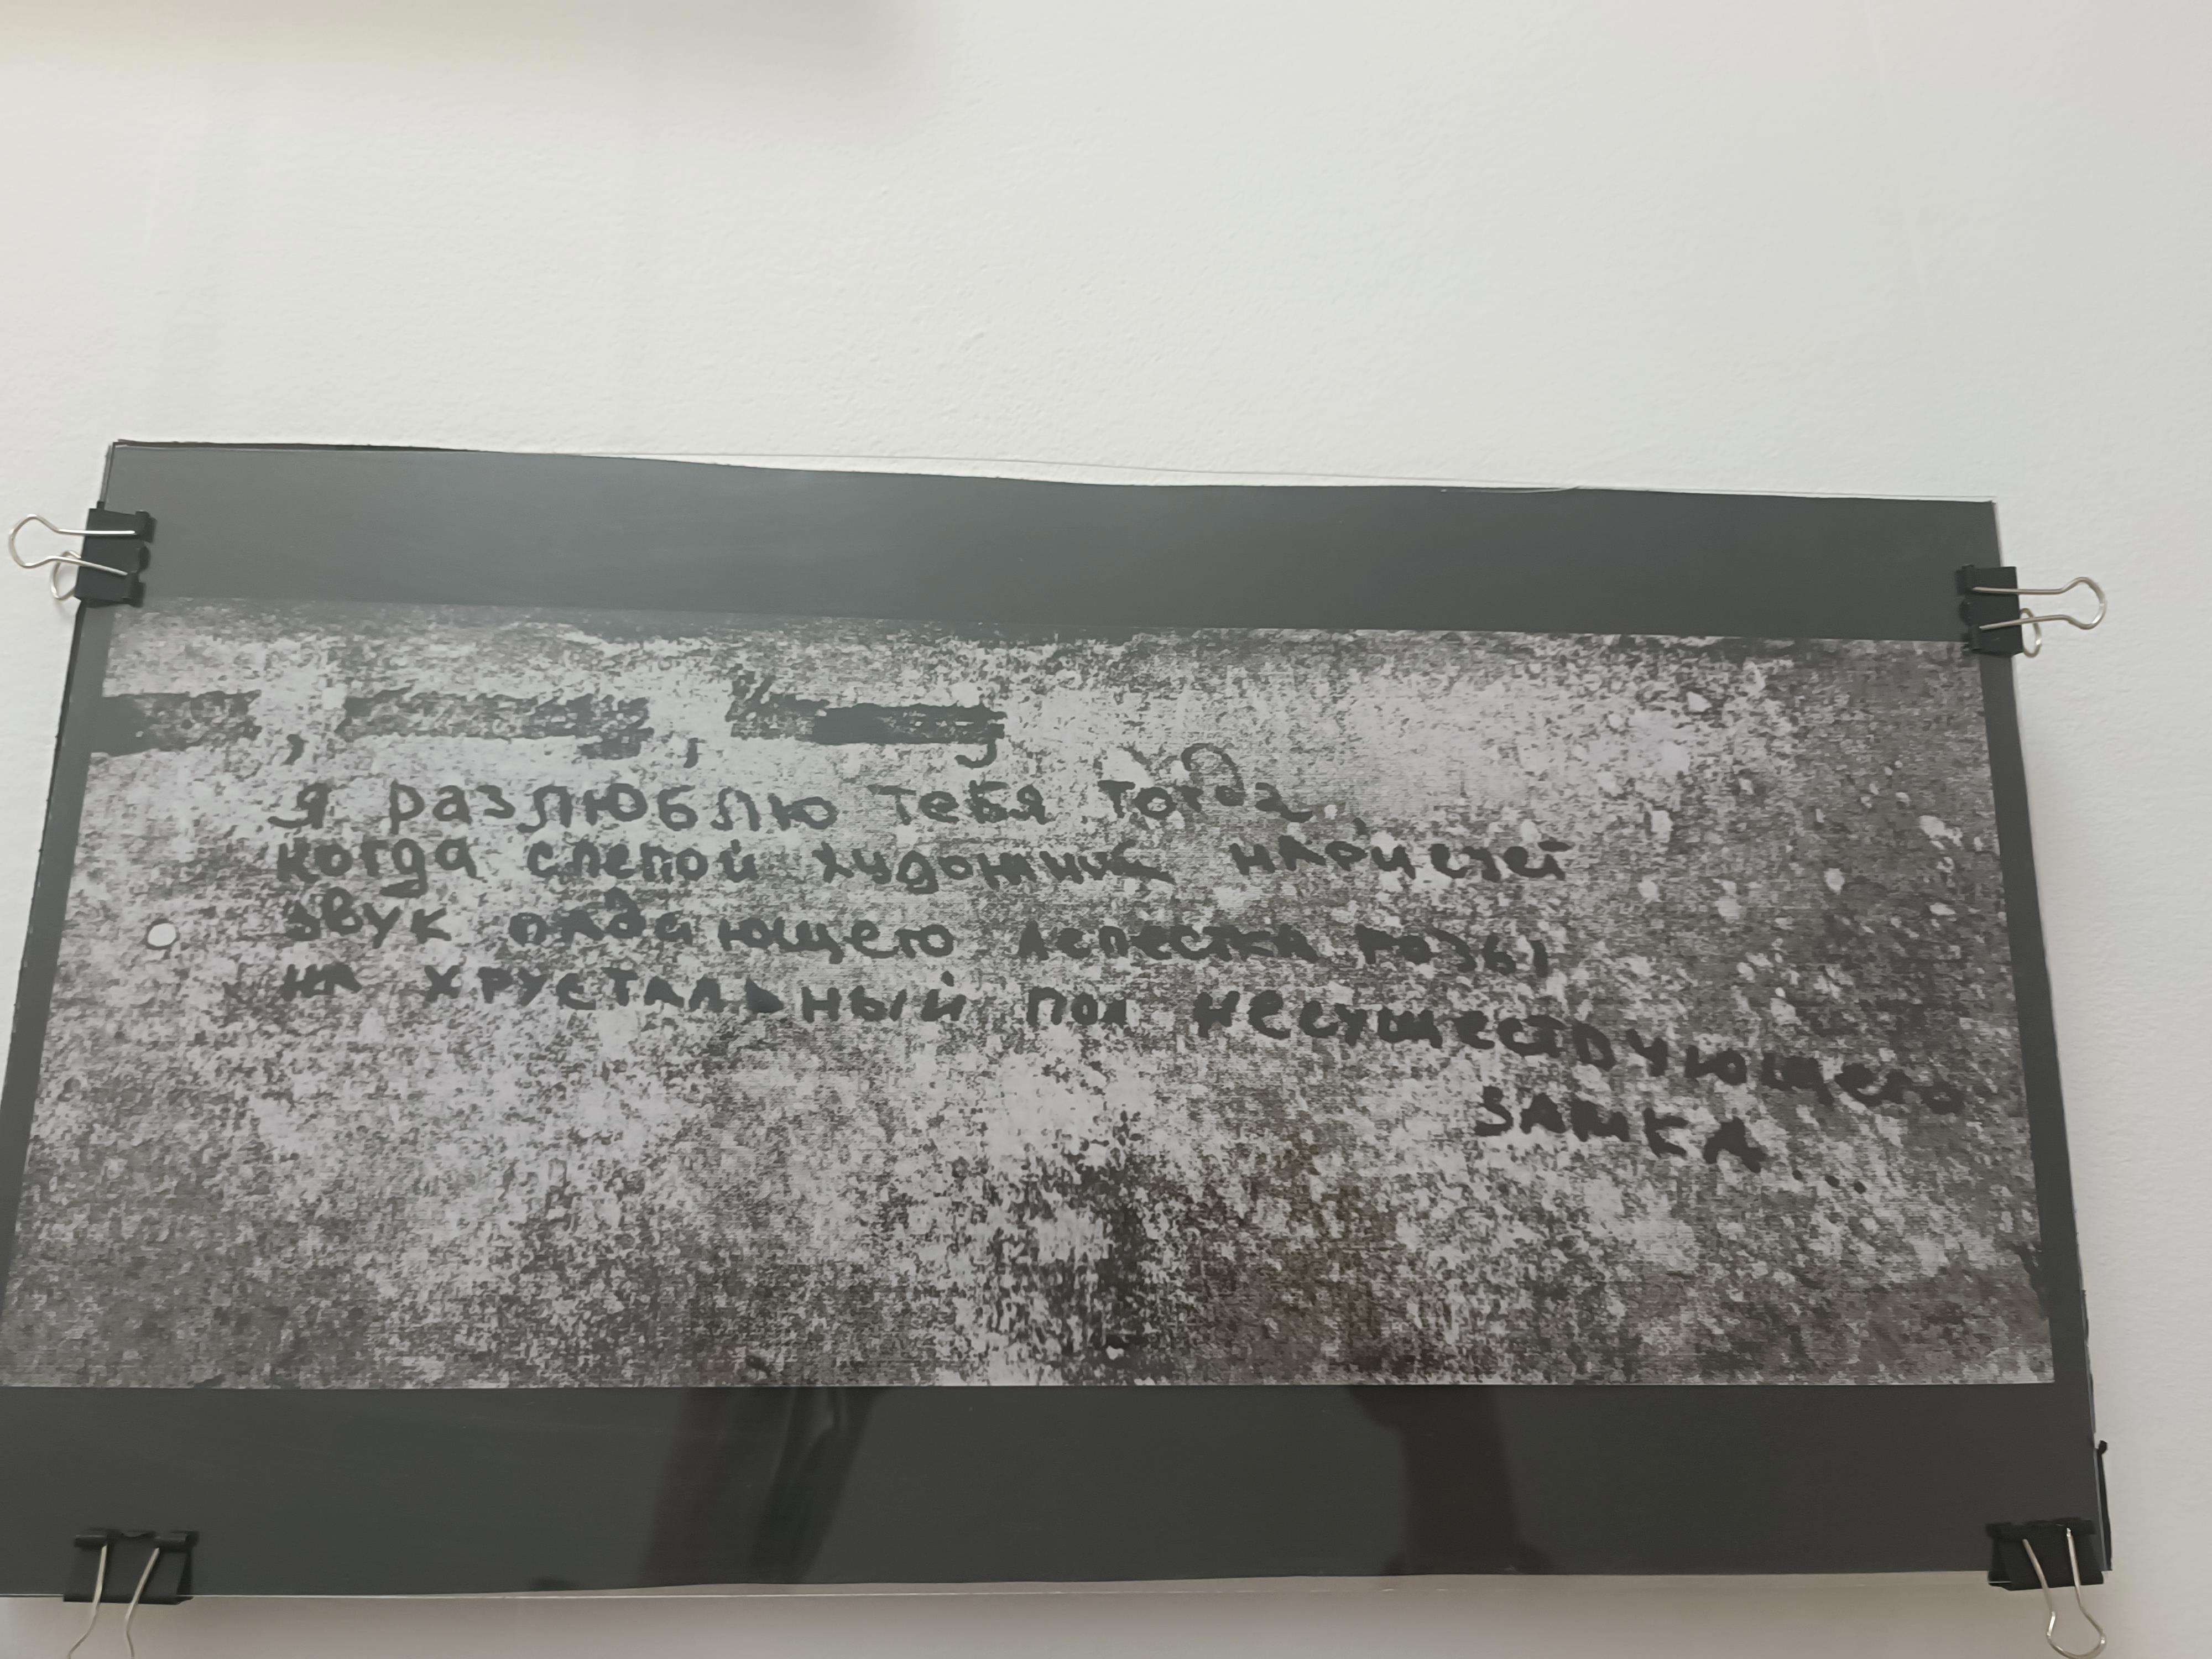 , , ,
я разлюблю тебя тогда,
когда слепой художник нарисует
звук падающего лепестка розы
на хрустальный пол несуществующего
ЗАМКА...